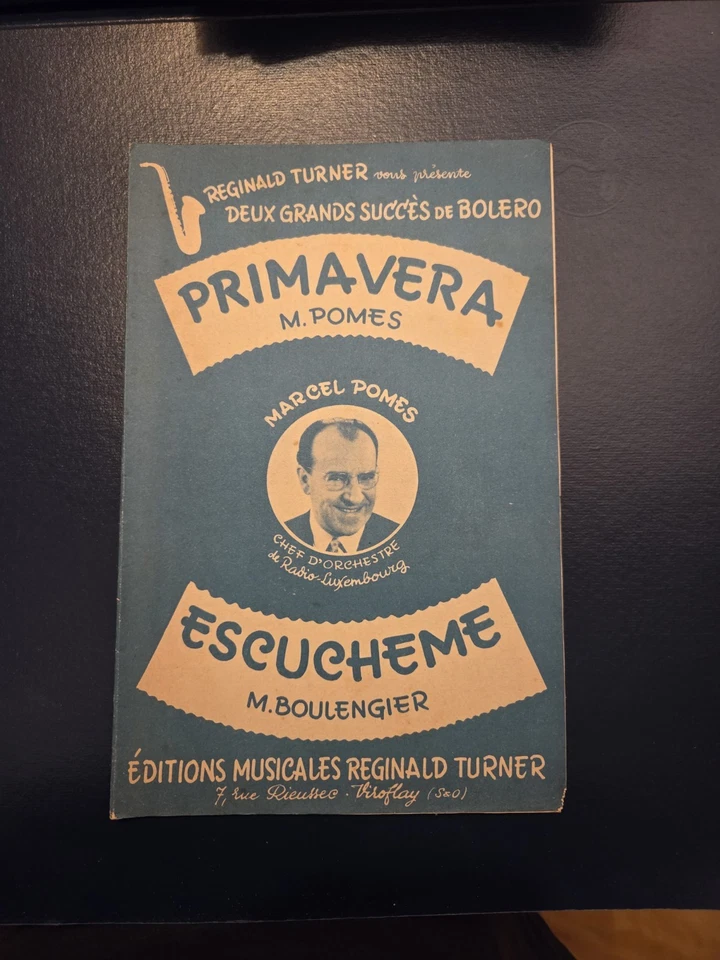 REGINALD TURNER vous présente
DEUX GRANDS SUCCÈS DE BOLERO
PRIMAVERA
M. POMES
MARCEL POMES
CHEF D'ORCHESTRE
de Radio-Luxembourg
ESCUCHEME
M. BOULENGIER
ÉDITIONS MUSICALES REGINALD TURNER
7, rue Rieussec - Viroflay (S&O)